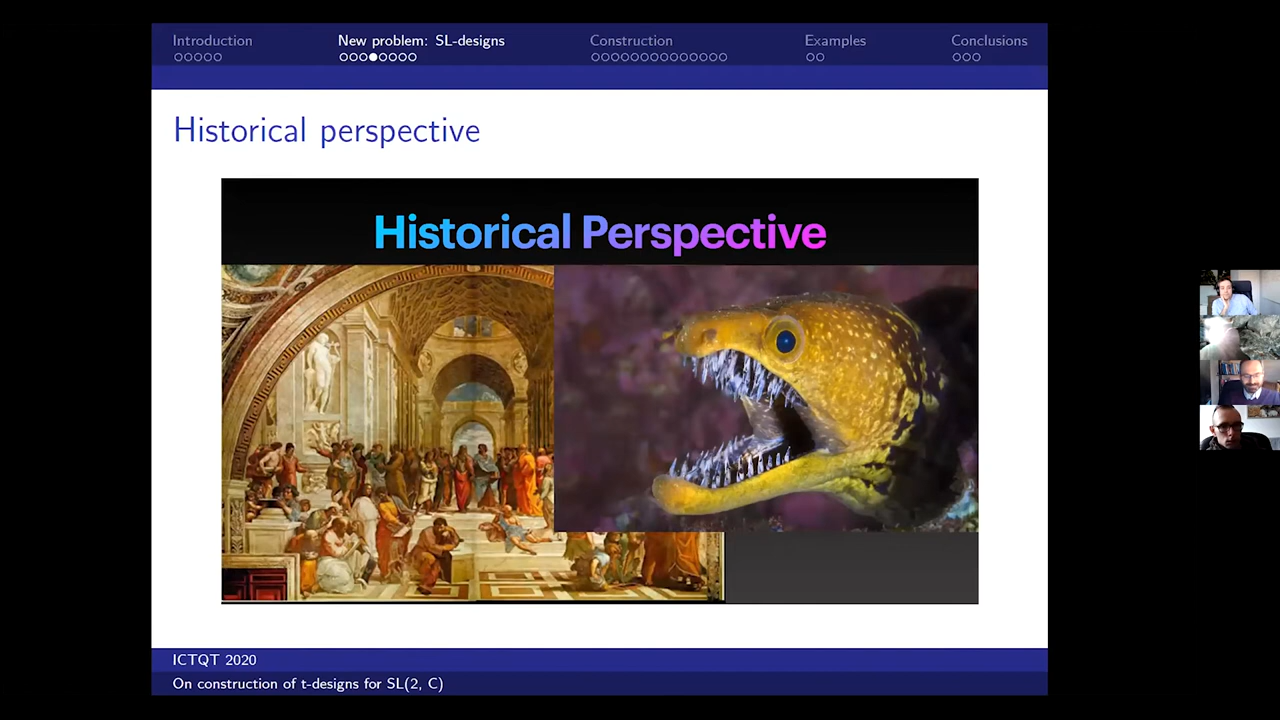 Introduction
New problem: SL-designs
Construction
Examples
Conclusions
Historical perspective
Historical Perspective
ICTQT 2020
On construction of t-designs for SL(2, C)